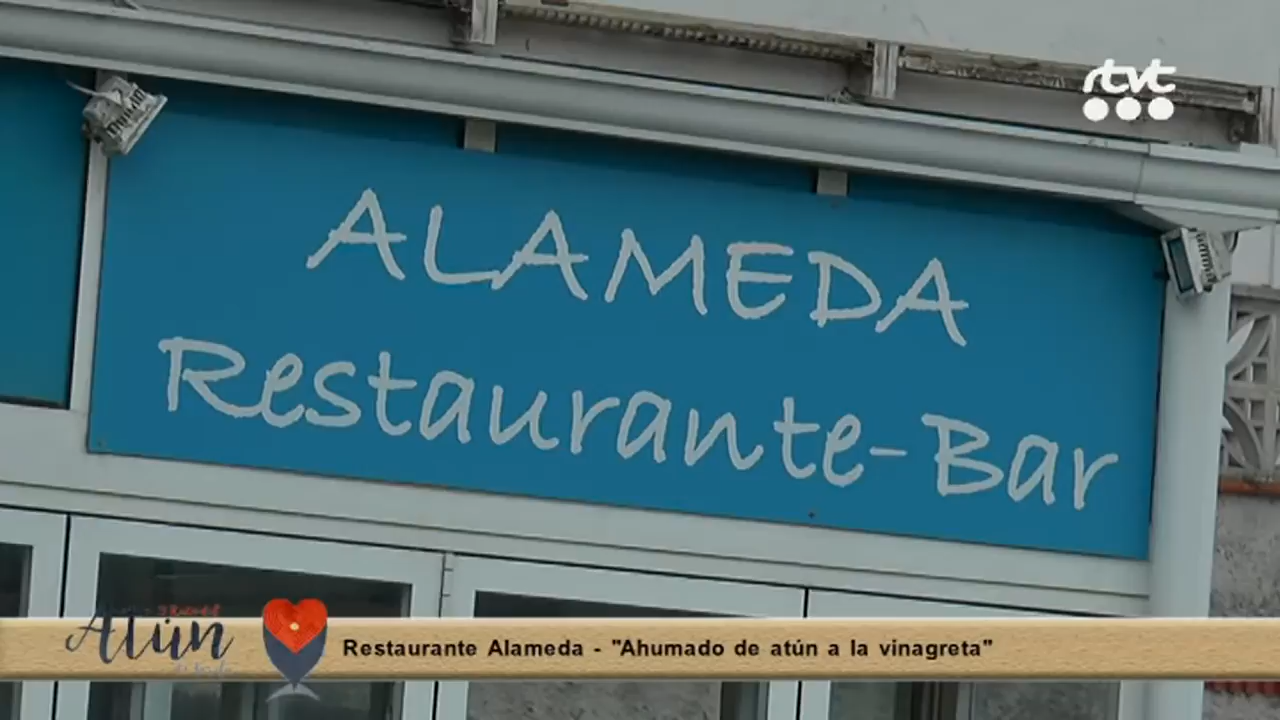 rtvt
ALAMEDA
Restaurante-Bar
Atún
Restaurante Alameda - "Ahumado de atún a la vinagreta"